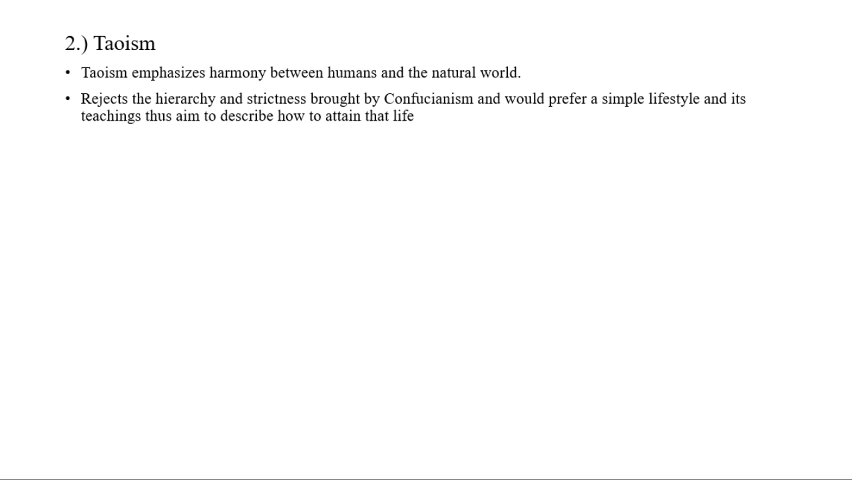 2.) Taoism
• Taoism emphasizes harmony between humans and the natural world.
• Rejects the hierarchy and strictness brought by Confucianism and would prefer a simple lifestyle and its
teachings thus aim to describe how to attain that life